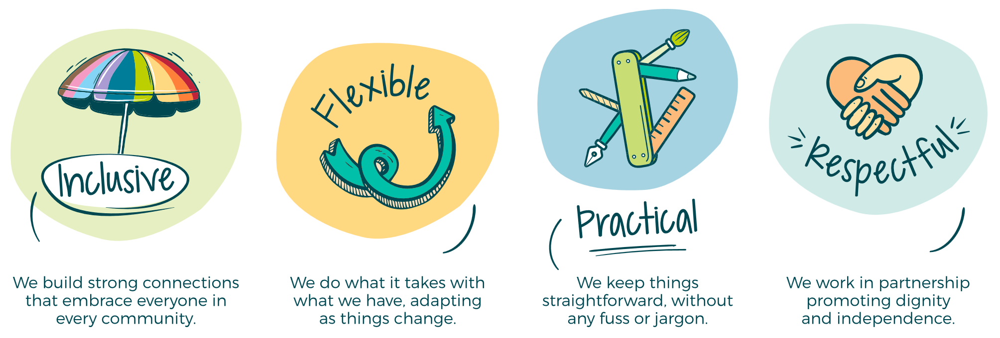 Inclusive
We build strong connections
that embrace everyone in
every community.
Flexible
We do what it takes with
what we have, adapting
as things change.
Practical
We keep things
straightforward, without
any fuss or jargon.
Respectful
We work in partnership
promoting dignity
and independence.